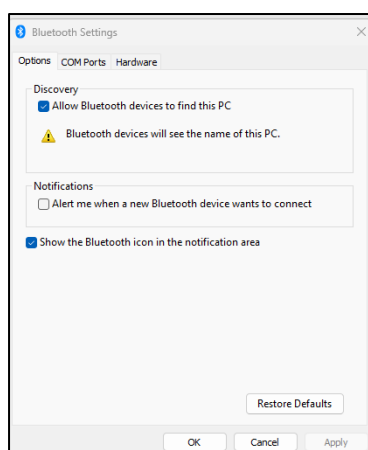 Bluetooth Settings
Options COM Ports Hardware
Discovery
Allow Bluetooth devices to find this PC
Bluetooth devices will see the name of this PC.
Notifications
Alert me when a new Bluetooth device wants to connect
Show the Bluetooth icon in the notification area
Restore Defaults
OK Cancel Apply